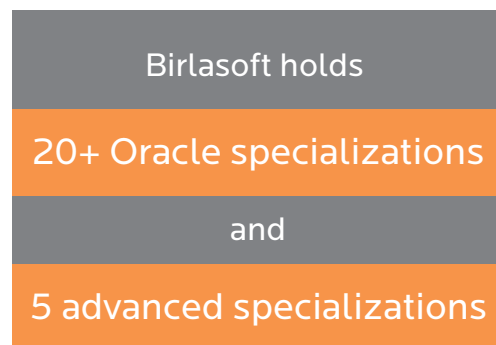 Birlasoft holds
20+ Oracle specializations
and
5 advanced specializations